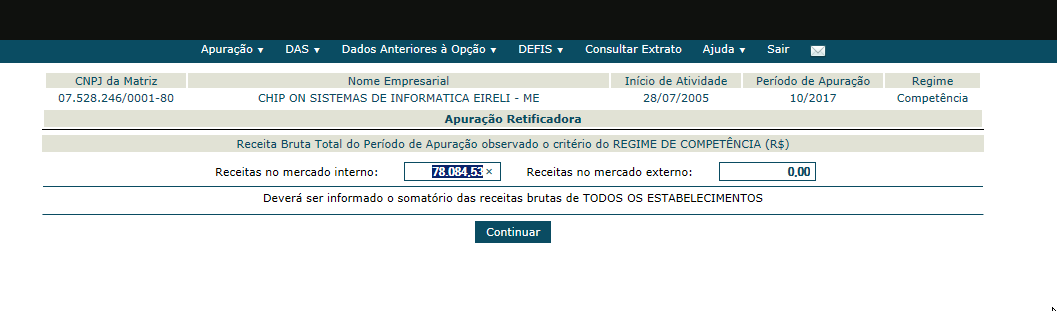 Apuração ▼ DAS ▼ Dados Anteriores à Opção ▼ DEFIS ▼ Consultar Extrato Ajuda ▼ Sair
CNPJ da Matriz Nome Empresarial Início de Atividade Período de Apuração Regime
07.528.246/0001-80 CHIP ON SISTEMAS DE INFORMATICA EIRELI - ME 28/07/2005 10/2017 Competência
Apuração Retificadora
Receita Bruta Total do Período de Apuração observado o critério do REGIME DE COMPETÊNCIA (R$)
Receitas no mercado interno: 78.084,53 × Receitas no mercado externo: 0,00
Deverá ser informado o somatório das receitas brutas de TODOS OS ESTABELECIMENTOS
Continuar